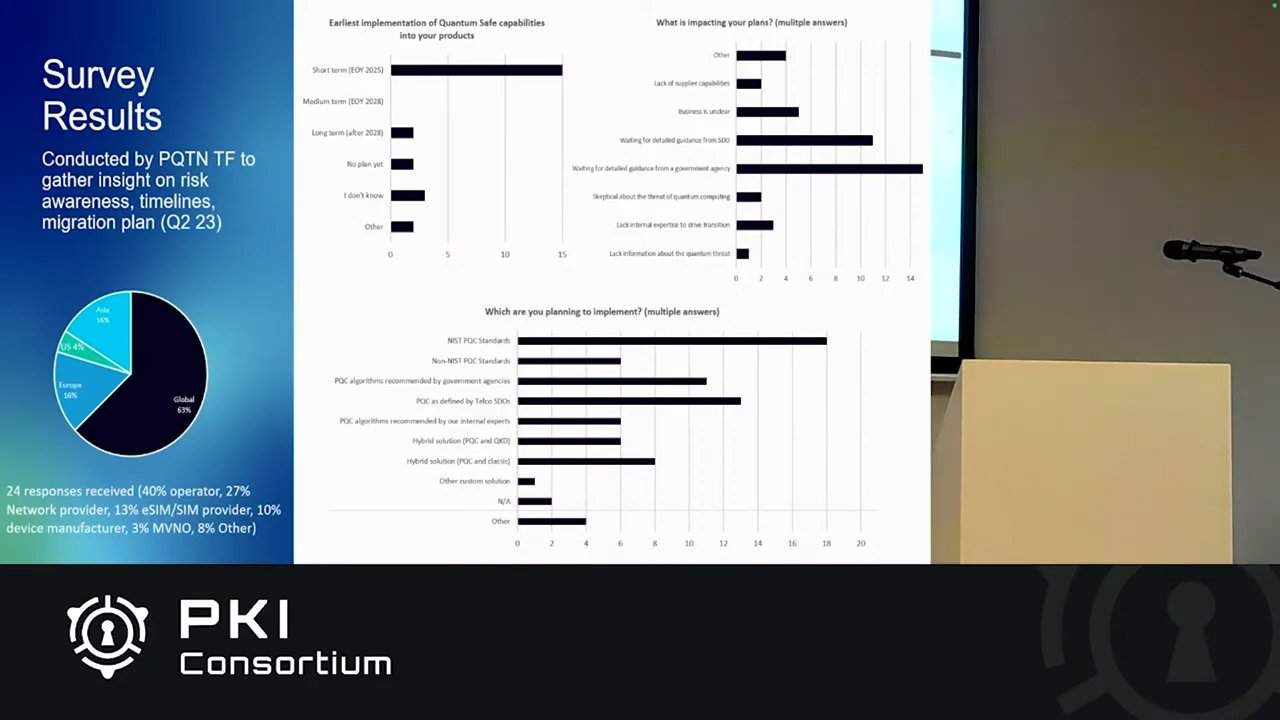 Survey
Results
Conducted by PQTN TF to
gather insight on risk
awareness, timelines,
migration plan (Q2 23)
Asia
16%
US 4%
Europe
16%
Global
63%
24 responses received (40% operator, 27%
Network provider, 13% eSIM/SIM provider, 10%
device manufacturer, 3% MVNO, 8% Other)
Earliest implementation of Quantum Safe capabilities
into your products
Short term (EOY 2025)
Medium term (EOY 2028)
Long term (after 2028)
No plan yet
I don't know
Other
0 5 10 15
What is impacting your plans? (mulitple answers)
Other
Lack of supplier capabilities
Business is unclear
Waiting for detailed guidance from SDO
Waiting for detailed guidance from a government agency
Skeptical about the threat of quantum computing
Lack internal expertise to drive transition
Lack information about the quantum threat
0 2 4 6 8 10 12 14
Which are you planning to implement? (multiple answers)
NIST PQC Standards
Non-NIST PQC Standards
PQC algorithms recommended by government agencies
PQC as defined by Telco SDOs
PQC algorithms recommended by our internal experts
Hybrid solution (PQC and QKD)
Hybrid solution (PQC and classic)
Other custom solution
N/A
Other
0 2 4 6 8 10 12 14 16 18 20
PKI
Consortium